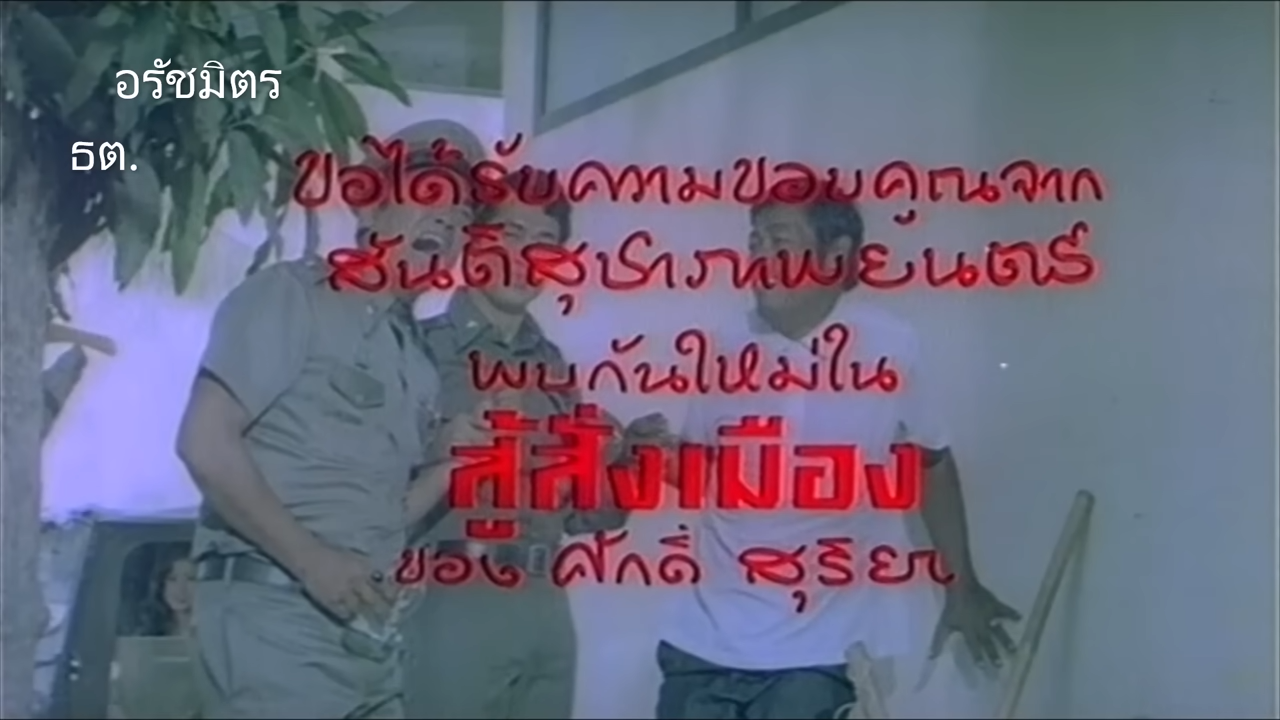 อรัชมิตร
ธต.
ขอได้รับความขอบคุณจาก
สันติสุชาภาพยนตร์
พบกันใหม่ใน
สู้สั่งเมือง
ของ ศักดิ์ สุริยา